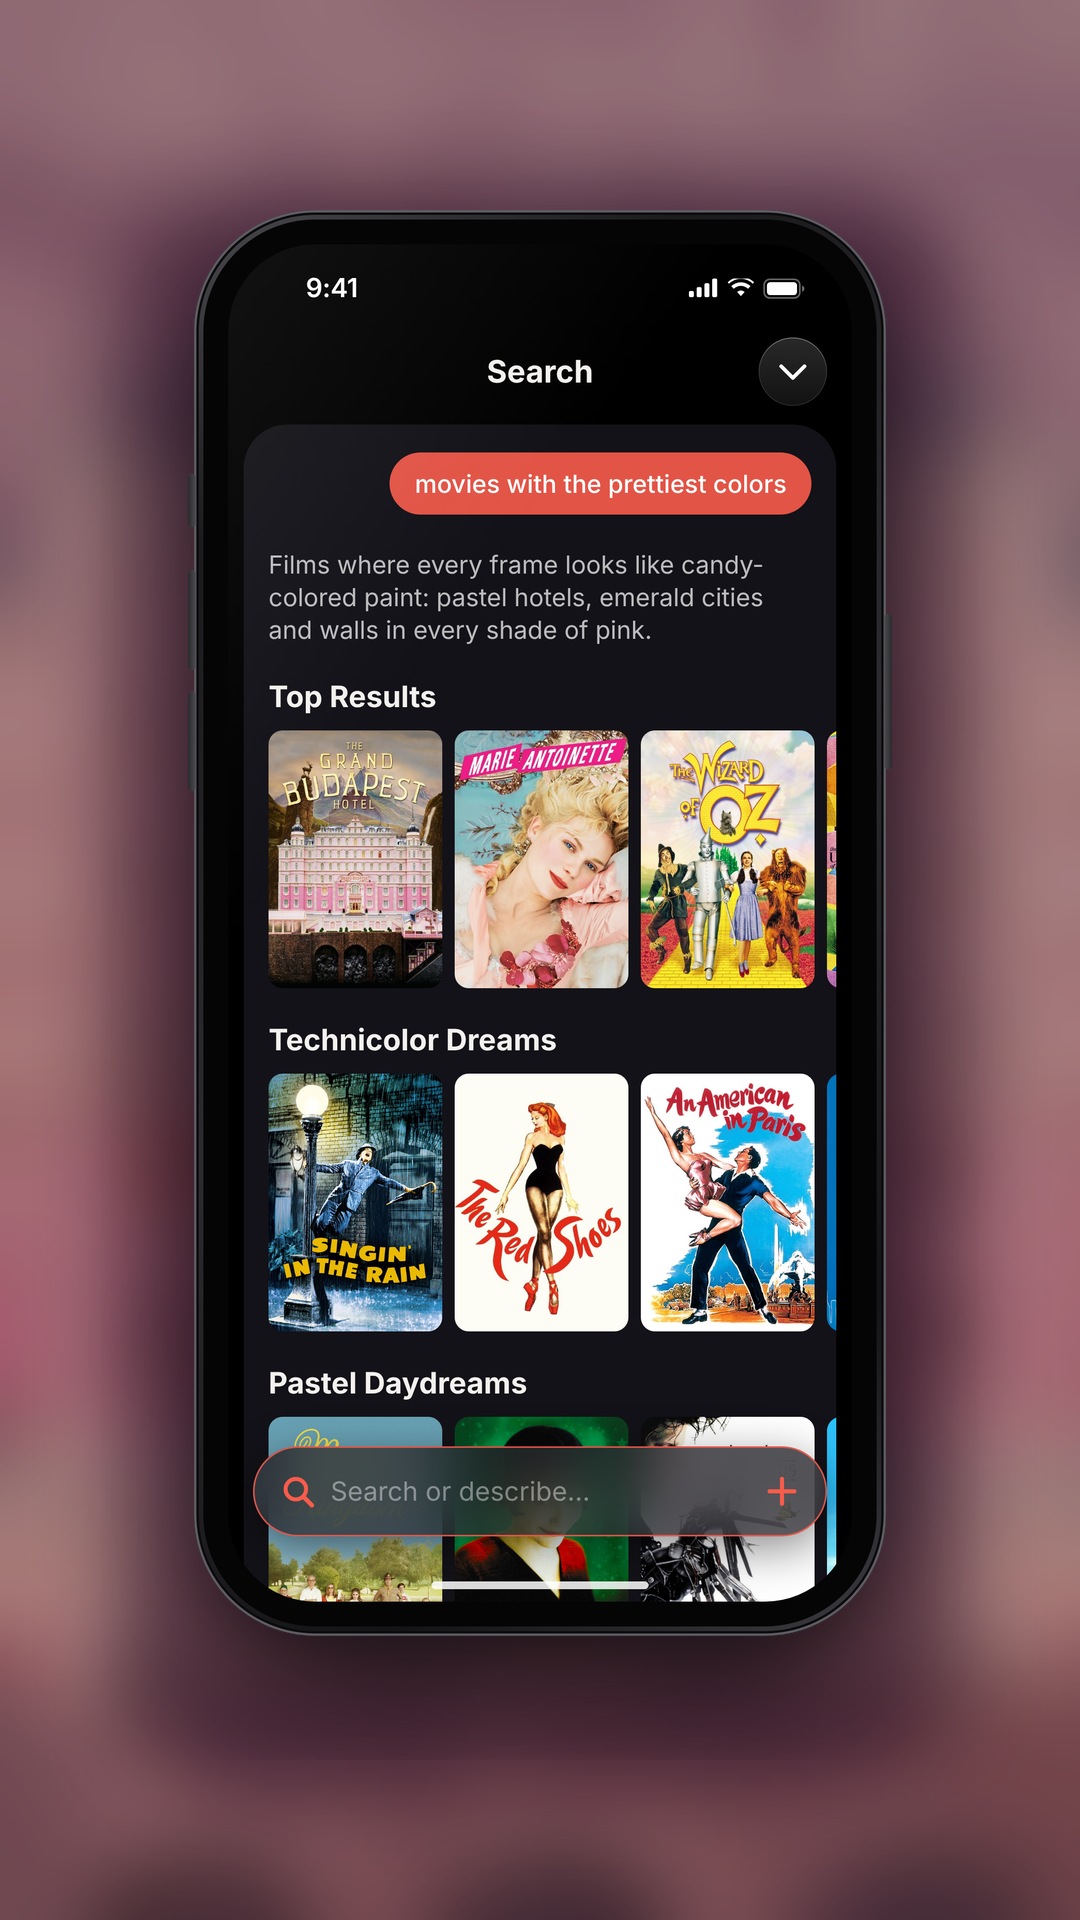 9:41
Search
movies with the prettiest colors
Films where every frame looks like candy-
colored paint: pastel hotels, emerald cities
and walls in every shade of pink.
Top Results
THE
GRAND
BUDAPEST
HOTEL
MARIE ANTOINETTE
THE WIZARD
OF OZ
Technicolor Dreams
SINGIN'
IN THE RAIN
The Red Shoes
An American
in Paris
Pastel Daydreams
Search or describe...